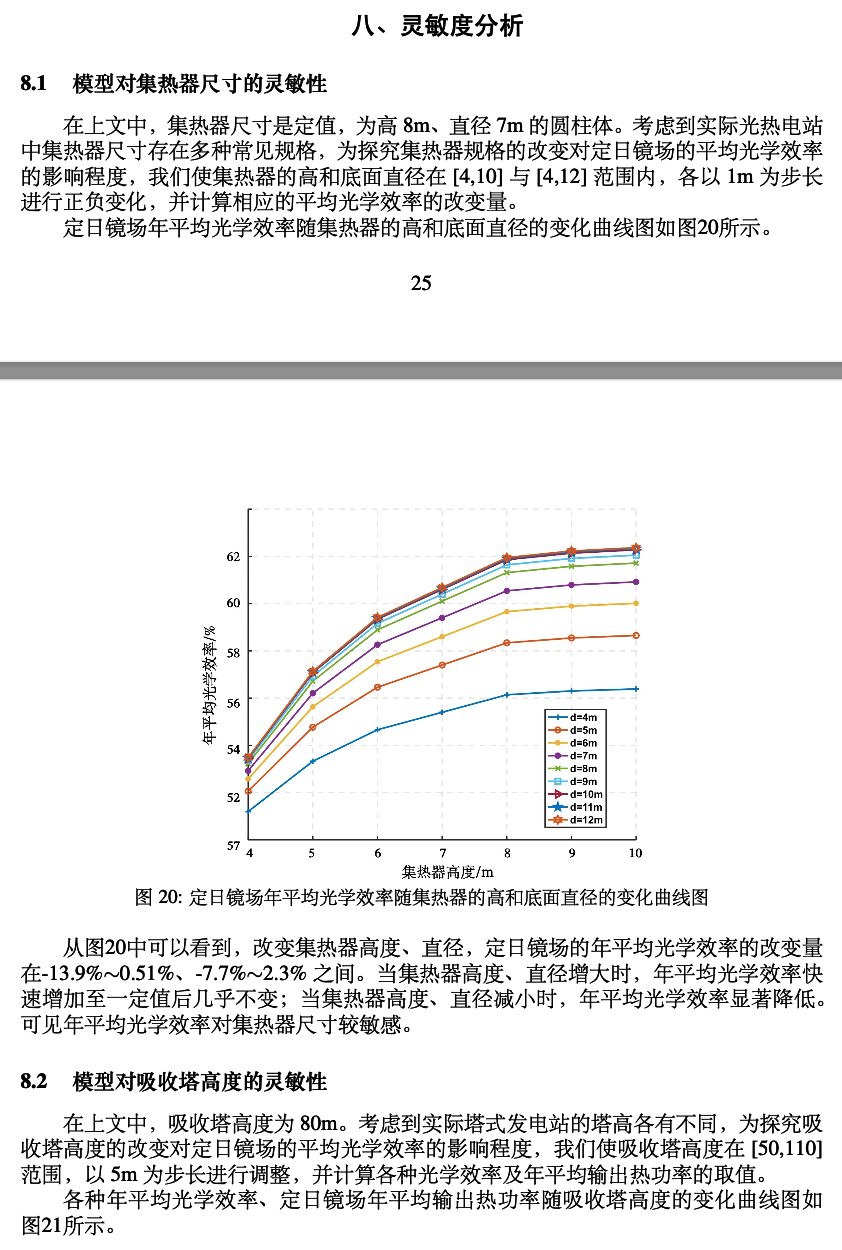 八、灵敏度分析
8.1 模型对集热器尺寸的灵敏性
在上文中，集热器尺寸是定值，为高 8m、直径 7m 的圆柱体。考虑到实际光热电站
中集热器尺寸存在多种常见规格，为探究集热器规格的改变对定日镜场的平均光学效率
的影响程度，我们使集热器的高和底面直径在 [4,10] 与 [4,12] 范围内，各以 1m 为步长
进行正负变化，并计算相应的平均光学效率的改变量。
定日镜场年平均光学效率随集热器的高和底面直径的变化曲线图如图20所示。
25
年平均光学效率/%
62
60
58
56
54
52
57
4 5 6 7 8 9 10
集热器高度/m
d=4m
d=5m
d=6m
d=7m
d=8m
d=9m
d=10m
d=11m
d=12m
图 20: 定日镜场年平均光学效率随集热器的高和底面直径的变化曲线图
从图20中可以看到，改变集热器高度、直径，定日镜场的年平均光学效率的改变量
在-13.9%~0.51%、-7.7%~2.3% 之间。当集热器高度、直径增大时，年平均光学效率快
速增加至一定值后几乎不变；当集热器高度、直径减小时，年平均光学效率显著降低。
可见年平均光学效率对集热器尺寸较敏感。
8.2 模型对吸收塔高度的灵敏性
在上文中，吸收塔高度为 80m。考虑到实际塔式发电站的塔高各有不同，为探究吸
收塔高度的改变对定日镜场的平均光学效率的影响程度，我们使吸收塔高度在 [50,110]
范围，以 5m 为步长进行调整，并计算各种光学效率及年平均输出热功率的取值。
各种年平均光学效率、定日镜场年平均输出热功率随吸收塔高度的变化曲线图如
图21所示。